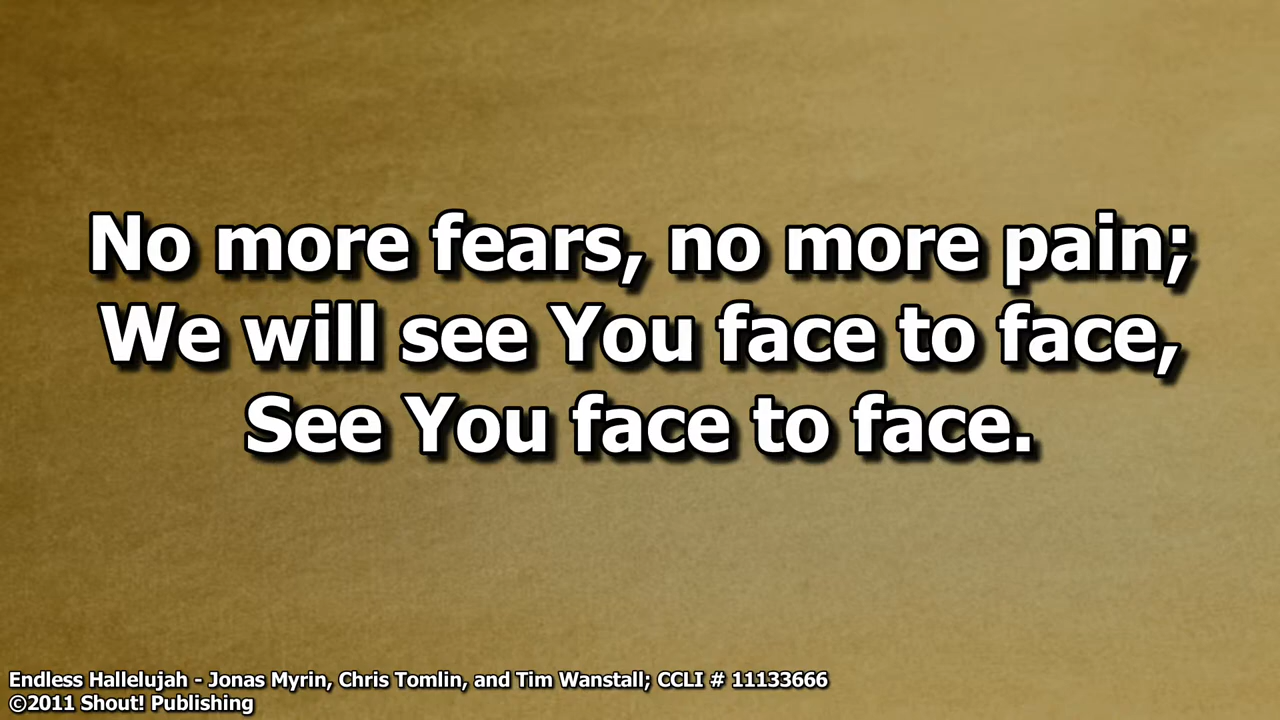 No more fears, no more pain;
We will see You face to face,
See You face to face.
Endless Hallelujah - Jonas Myrin, Chris Tomlin, and Tim Wanstall; CCLI # 11133666
©2011 Shout! Publishing